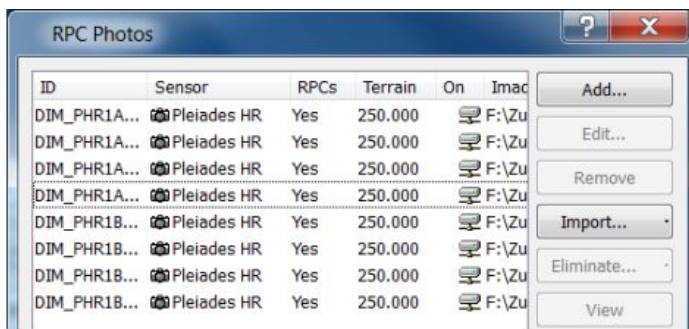 RPC Photos
ID Sensor RPCs Terrain On Imag
DIM_PHR1A... Pleiades HR Yes 250.000 F:\Zu
DIM_PHR1A... Pleiades HR Yes 250.000 F:\Zu
DIM_PHR1A... Pleiades HR Yes 250.000 F:\Zu
DIM_PHR1A... Pleiades HR Yes 250.000 F:\Zu
DIM_PHR1B... Pleiades HR Yes 250.000 F:\Zu
DIM_PHR1B... Pleiades HR Yes 250.000 F:\Zu
DIM_PHR1B... Pleiades HR Yes 250.000 F:\Zu
DIM_PHR1B... Pleiades HR Yes 250.000 F:\Zu
Add...
Edit...
Remove
Import...
Eliminate...
View